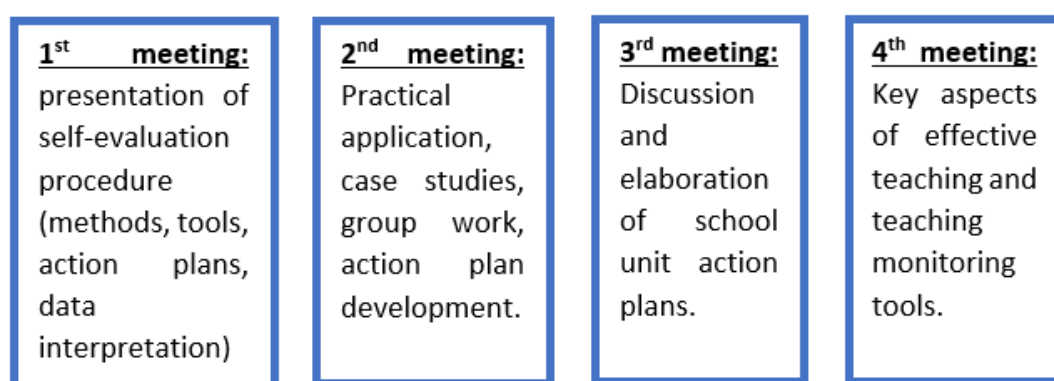 1st meeting:
presentation of
self-evaluation
procedure
(methods, tools,
action plans,
data
interpretation)
2nd meeting:
Practical
application,
case studies,
group work,
action plan
development.
3rd meeting:
Discussion
and
elaboration
of school
unit action
plans.
4th meeting:
Key aspects
of effective
teaching and
teaching
monitoring
tools.